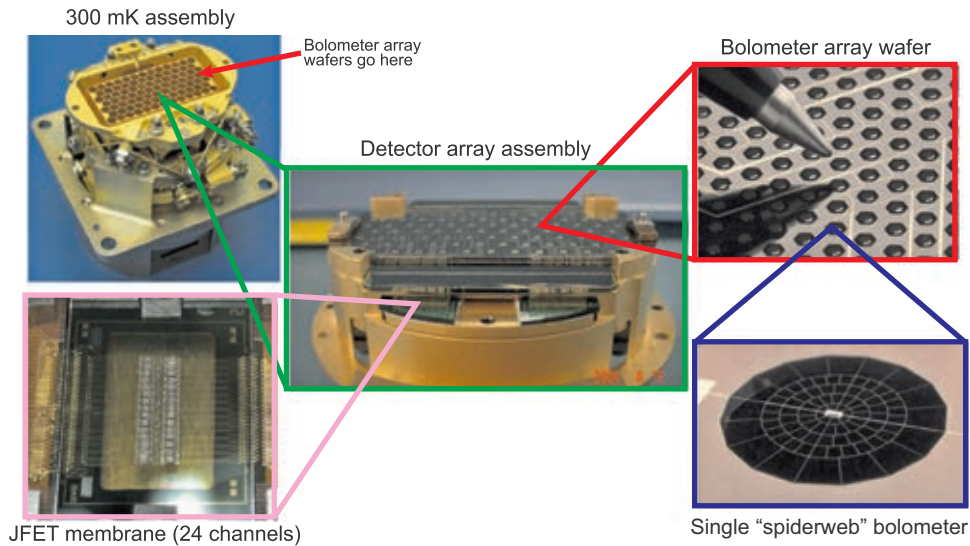 300 mK assembly
Bolometer array
wafers go here
Bolometer array wafer
Detector array assembly
JFET membrane (24 channels)
Single “spiderweb” bolometer